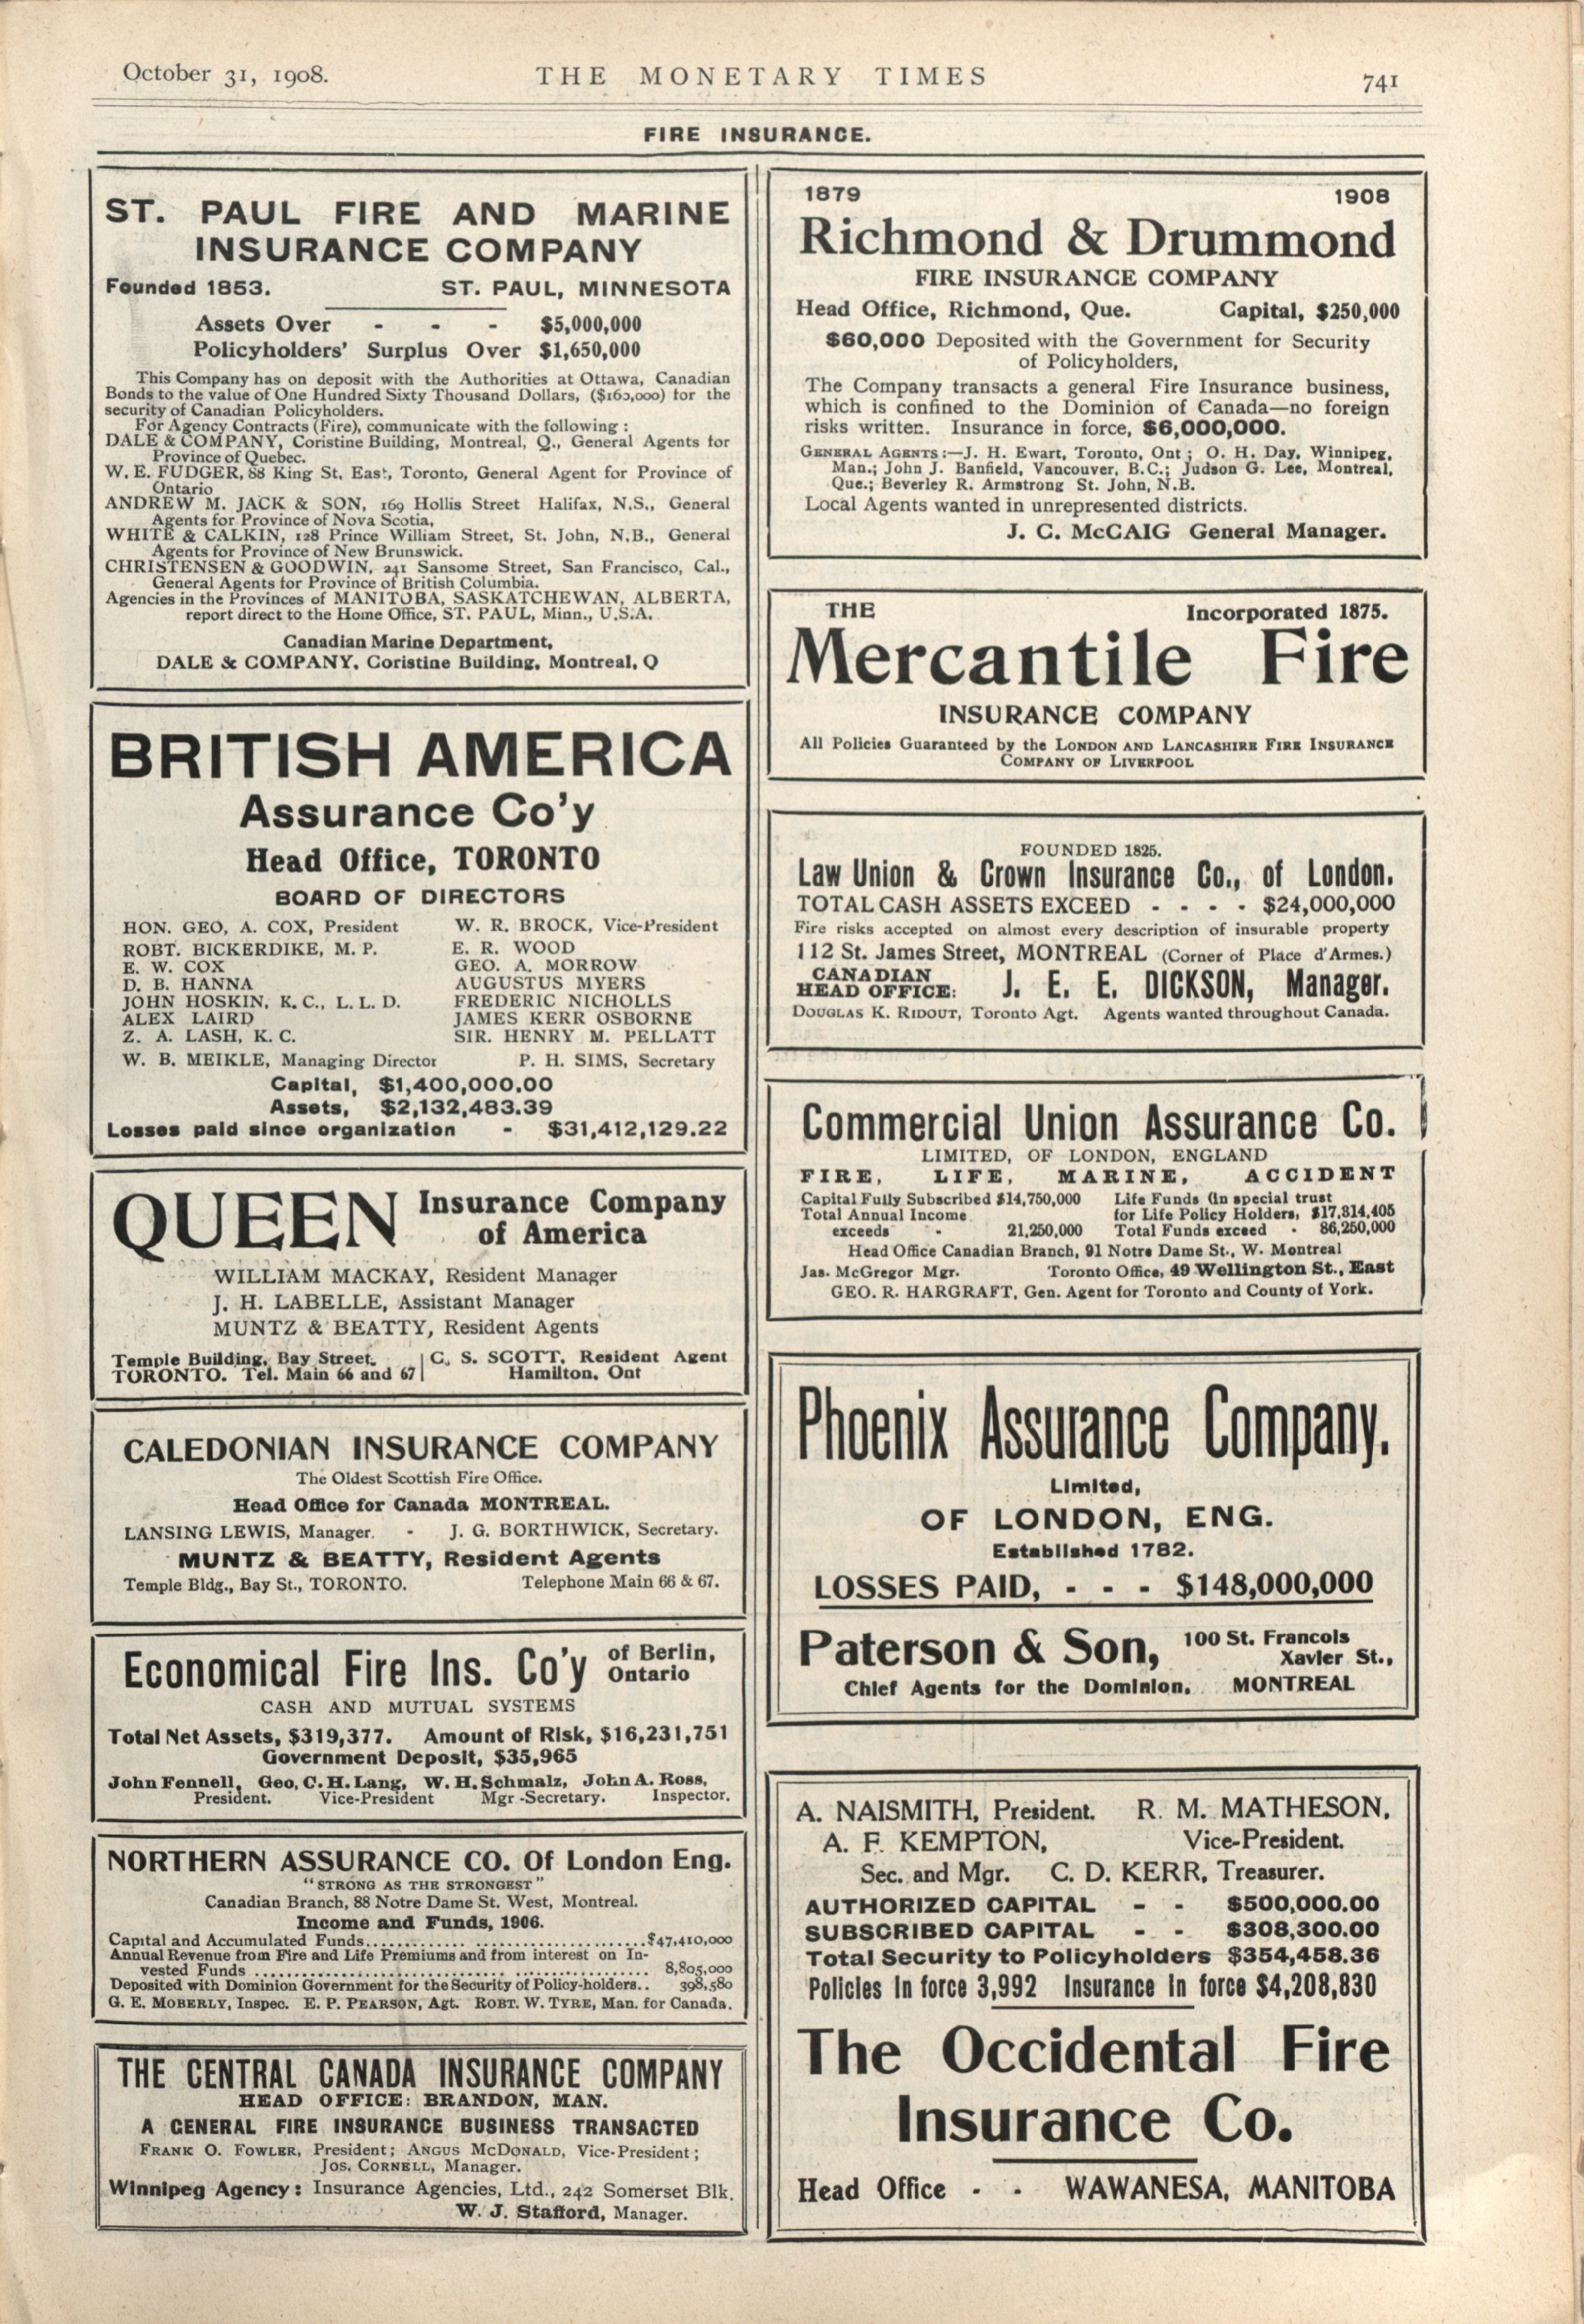 October 31, 1908.
THE MONETARY TIMES
741
FIRE INSURANCE.
ST. PAUL FIRE AND MARINE
INSURANCE COMPANY
Founded 1853.
ST. PAUL, MINNESOTA
Assets Over - - - $5,000,000
Policyholders' Surplus Over $1,650,000
This Company has on deposit with the Authorities at Ottawa, Canadian
Bonds to the value of One Hundred Sixty Thousand Dollars, ($160,000) for the
security of Canadian Policyholders.
For Agency Contracts (Fire), communicate with the following :
DALE & COMPANY, Coristine Building, Montreal, Q., General Agents for
Province of Quebec.
W. E. FUDGER, 88 King St, East, Toronto, General Agent for Province of
Ontario
ANDREW M. JACK & SON, 169 Hollis Street Halifax, N.S., General
Agents for Province of Nova Scotia,
WHITE & CALKIN, 128 Prince William Street, St. John, N.B., General
Agents for Province of New Brunswick.
CHRISTENSEN & GOODWIN, 241 Sansome Street, San Francisco, Cal.,
General Agents for Province of British Columbia.
Agencies in the Provinces of MANITOBA, SASKATCHEWAN, ALBERTA,
report direct to the Home Office, ST. PAUL, Minn., U.S.A.
Canadian Marine Department,
DALE & COMPANY, Coristine Building, Montreal, Q
BRITISH AMERICA
Assurance Co'y
Head Office, TORONTO
BOARD OF DIRECTORS
HON. GEO, A. COX, President W. R. BROCK, Vice-President
ROBT. BICKERDIKE, M. P. E. R. WOOD
E. W. COX GEO. A. MORROW
D. B. HANNA AUGUSTUS MYERS
JOHN HOSKIN, K. C., L. L. D. FREDERIC NICHOLLS
ALEX LAIRD JAMES KERR OSBORNE
Z. A. LASH, K. C. SIR. HENRY M. PELLATT
W. B. MEIKLE, Managing Director P. H. SIMS, Secretary
Capital, $1,400,000.00
Assets, $2,132,483.39
Losses paid since organization - $31,412,129.22
QUEEN Insurance Company
of America
WILLIAM MACKAY, Resident Manager
J. H. LABELLE, Assistant Manager
MUNTZ & BEATTY, Resident Agents
Temple Building, Bay Street, C. S. SCOTT, Resident Agent
TORONTO. Tel. Main 66 and 67 Hamilton, Ont
CALEDONIAN INSURANCE COMPANY
The Oldest Scottish Fire Office.
Head Office for Canada MONTREAL.
LANSING LEWIS, Manager. - J. G. BORTHWICK, Secretary.
MUNTZ & BEATTY, Resident Agents
Temple Bldg., Bay St., TORONTO. Telephone Main 66 & 67.
Economical Fire Ins. Co'y of Berlin,
Ontario
CASH AND MUTUAL SYSTEMS
Total Net Assets, $319,377. Amount of Risk, $16,231,751
Government Deposit, $35,965
John Fennell, Geo, C. H. Lang, W. H. Schmalz, John A. Ross,
President. Vice-President Mgr -Secretary. Inspector.
NORTHERN ASSURANCE CO. Of London Eng.
"STRONG AS THE STRONGEST"
Canadian Branch, 88 Notre Dame St. West, Montreal.
Income and Funds, 1906.
Capital and Accumulated Funds.......................................$47,410,000
Annual Revenue from Fire and Life Premiums and from interest on In-
vested Funds ...................................................... 8,805,000
Deposited with Dominion Government for the Security of Policy-holders.. 398,580
G. E. MOBERLY, Inspec. E. P. PEARSON, Agt. ROBT. W. TYRE, Man. for Canada.
THE CENTRAL CANADA INSURANCE COMPANY
HEAD OFFICE: BRANDON, MAN.
A GENERAL FIRE INSURANCE BUSINESS TRANSACTED
FRANK O. FOWLER, President; ANGUS MCDONALD, Vice-President;
JOS. CORNELL, Manager.
Winnipeg Agency: Insurance Agencies, Ltd., 242 Somerset Blk.
W. J. Stafford, Manager.
1879 1908
Richmond & Drummond
FIRE INSURANCE COMPANY
Head Office, Richmond, Que. Capital, $250,000
$60,000 Deposited with the Government for Security
of Policyholders,
The Company transacts a general Fire Insurance business,
which is confined to the Dominion of Canada—no foreign
risks written. Insurance in force, $6,000,000.
GENERAL AGENTS:—J. H. Ewart, Toronto, Ont ; O. H. Day, Winnipeg,
Man.; John J. Banfield, Vancouver, B.C.; Judson G. Lee, Montreal,
Que.; Beverley R. Armstrong St. John, N.B.
Local Agents wanted in unrepresented districts.
J. C. McCAIG General Manager.
THE Incorporated 1875.
Mercantile Fire
INSURANCE COMPANY
All Policies Guaranteed by the LONDON AND LANCASHIRE FIRE INSURANCE
COMPANY OF LIVERPOOL
FOUNDED 1825.
Law Union & Crown Insurance Co., of London.
TOTAL CASH ASSETS EXCEED - - - - $24,000,000
Fire risks accepted on almost every description of insurable property
112 St. James Street, MONTREAL (Corner of Place d'Armes.)
CANADIAN
HEAD OFFICE: J. E. E. DICKSON, Manager.
DOUGLAS K. RIDOUT, Toronto Agt. Agents wanted throughout Canada.
Commercial Union Assurance Co.
LIMITED, OF LONDON, ENGLAND
FIRE, LIFE, MARINE, ACCIDENT
Capital Fully Subscribed $14,750,000 Life Funds (in special trust
Total Annual Income for Life Policy Holders, $17,314,405
exceeds - 21,250,000 Total Funds exceed - 86,250,000
Head Office Canadian Branch, 91 Notre Dame St., W. Montreal
Jas. McGregor Mgr. Toronto Office, 49 Wellington St., East
GEO. R. HARGRAFT, Gen. Agent for Toronto and County of York.
Phoenix Assurance Company,
Limited,
OF LONDON, ENG.
Established 1782.
LOSSES PAID, - - - $148,000,000
Paterson & Son, 100 St. Francois
Xavier St.,
Chief Agents for the Dominion. MONTREAL
A. NAISMITH, President. R. M. MATHESON,
A. F. KEMPTON, Vice-President.
Sec. and Mgr. C. D. KERR, Treasurer.
AUTHORIZED CAPITAL - - $500,000.00
SUBSCRIBED CAPITAL - - $308,300.00
Total Security to Policyholders $354,458.36
Policies in force 3,992 Insurance in force $4,208,830
The Occidental Fire
Insurance Co.
Head Office - - WAWANESA, MANITOBA